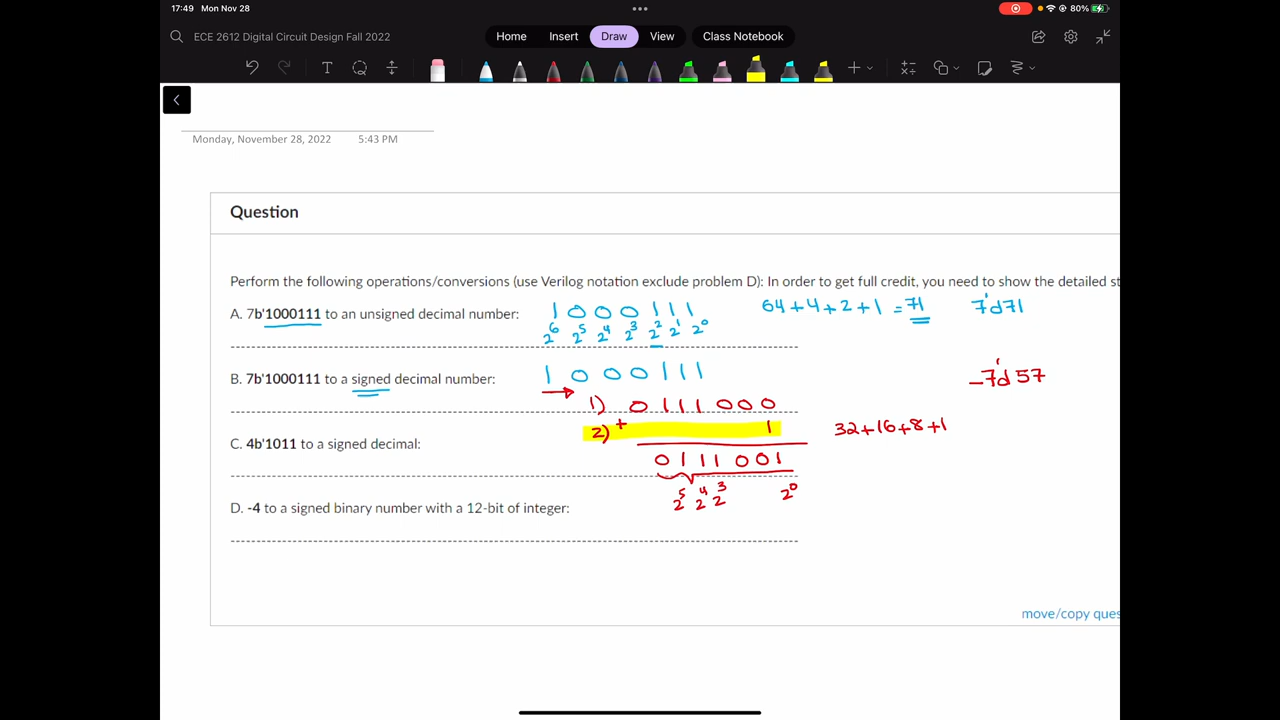 17:49 Mon Nov 28
80%
ECE 2612 Digital Circuit Design Fall 2022
Home Insert Draw View Class Notebook
Monday, November 28, 2022 5:43 PM
Question
Perform the following operations/conversions (use Verilog notation exclude problem D): In order to get full credit, you need to show the detailed st
A. 7b'1000111 to an unsigned decimal number: 1 0 0 0 1 1 1 64+4+2+1 =71 7'd71
2^6 2^5 2^4 2^3 2^2 2^1 2^0
B. 7b'1000111 to a signed decimal number: 1 0 0 0 1 1 1 -7'd57
1) 0 1 1 1 0 0 0
2) + 1 32+16+8+1
C. 4b'1011 to a signed decimal:
0 1 1 1 0 0 1
2^5 2^4 2^3 2^0
D. -4 to a signed binary number with a 12-bit of integer:
move/copy ques